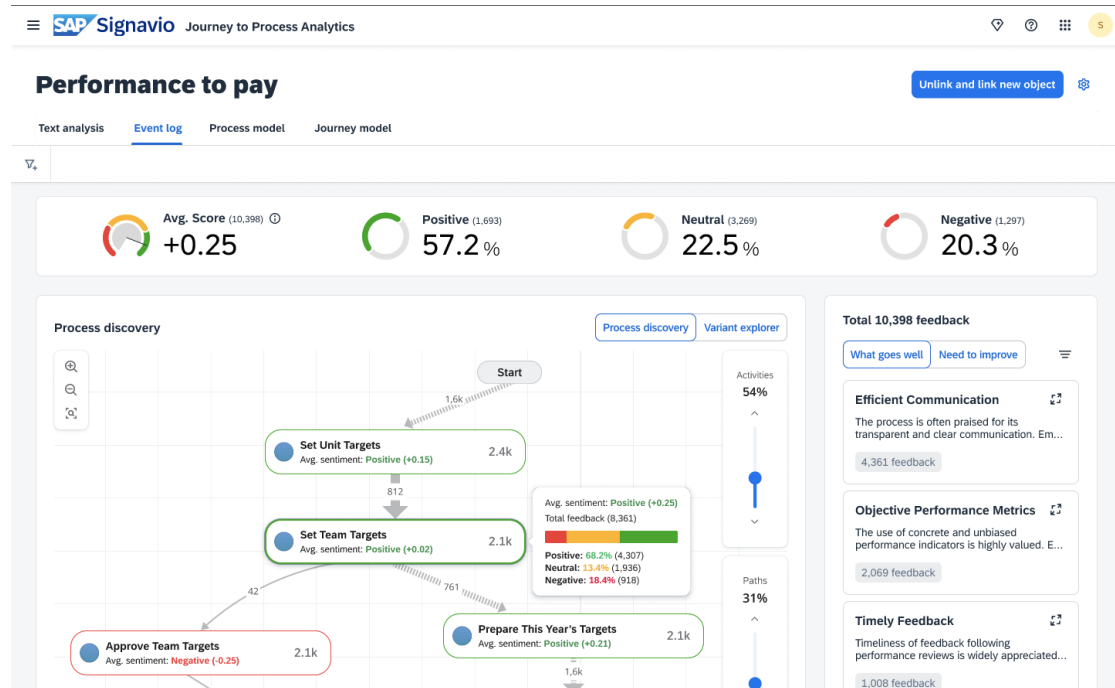 SAP Signavio Journey to Process Analytics
S
Performance to pay
Unlink and link new object
Text analysis
Event log
Process model
Journey model
Avg. Score (10,398)
+0.25
Positive (1,693)
57.2 %
Neutral (3,269)
22.5 %
Negative (1,297)
20.3 %
Process discovery
Process discovery
Variant explorer
Start
1,6k
Set Unit Targets
Avg. sentiment: Positive (+0.15)
2.4k
812
Set Team Targets
Avg. sentiment: Positive (+0.02)
2.1k
Avg. sentiment: Positive (+0.25)
Total feedback (8,361)
Positive: 68.2% (4,307)
Neutral: 13.4% (1,936)
Negative: 18.4% (918)
42
761
Approve Team Targets
Avg. sentiment: Negative (-0.25)
2.1k
Prepare This Year's Targets
Avg. sentiment: Positive (+0.21)
2.1k
1,6k
Activities
54%
Paths
31%
Total 10,398 feedback
What goes well
Need to improve
Efficient Communication
The process is often praised for its
transparent and clear communication. Em...
4,361 feedback
Objective Performance Metrics
The use of concrete and unbiased
performance indicators is highly valued. E...
2,069 feedback
Timely Feedback
Timeliness of feedback following
performance reviews is widely appreciated...
1,008 feedback